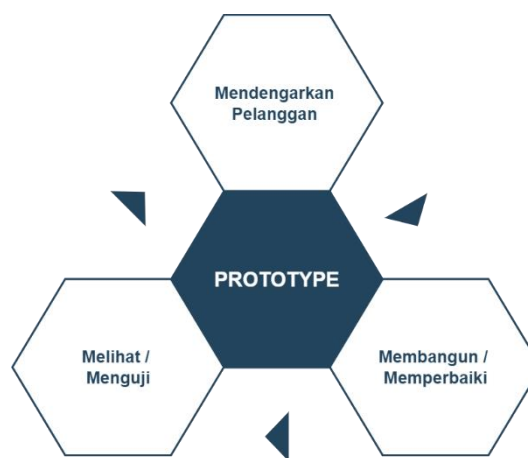 Mendengarkan
Pelanggan
PROTOTYPE
Melihat /
Menguji
Membangun /
Memperbaiki